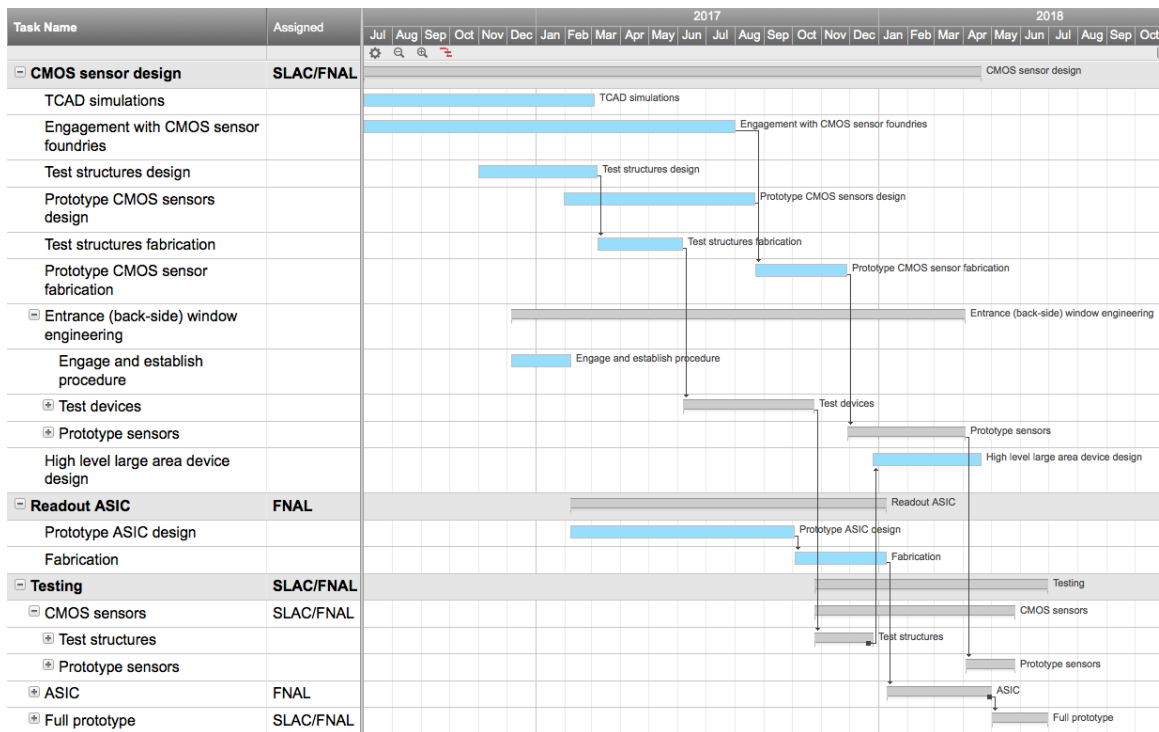 Task Name Assigned 2017 2018
Jul Aug Sep Oct Nov Dec Jan Feb Mar Apr May Jun Jul Aug Sep Oct Nov Dec Jan Feb Mar Apr May Jun Jul Aug Sep Oct
CMOS sensor design SLAC/FNAL CMOS sensor design
TCAD simulations TCAD simulations
Engagement with CMOS sensor Engagement with CMOS sensor foundries
foundries
Test structures design Test structures design
Prototype CMOS sensors Prototype CMOS sensors design
design
Test structures fabrication Test structures fabrication
Prototype CMOS sensor Prototype CMOS sensor fabrication
fabrication
Entrance (back-side) window Entrance (back-side) window engineering
engineering
Engage and establish Engage and establish procedure
procedure
Test devices Test devices
Prototype sensors Prototype sensors
High level large area device High level large area device design
design
Readout ASIC FNAL Readout ASIC
Prototype ASIC design Prototype ASIC design
Fabrication Fabrication
Testing SLAC/FNAL Testing
CMOS sensors SLAC/FNAL CMOS sensors
Test structures Test structures
Prototype sensors Prototype sensors
ASIC FNAL ASIC
Full prototype SLAC/FNAL Full prototype